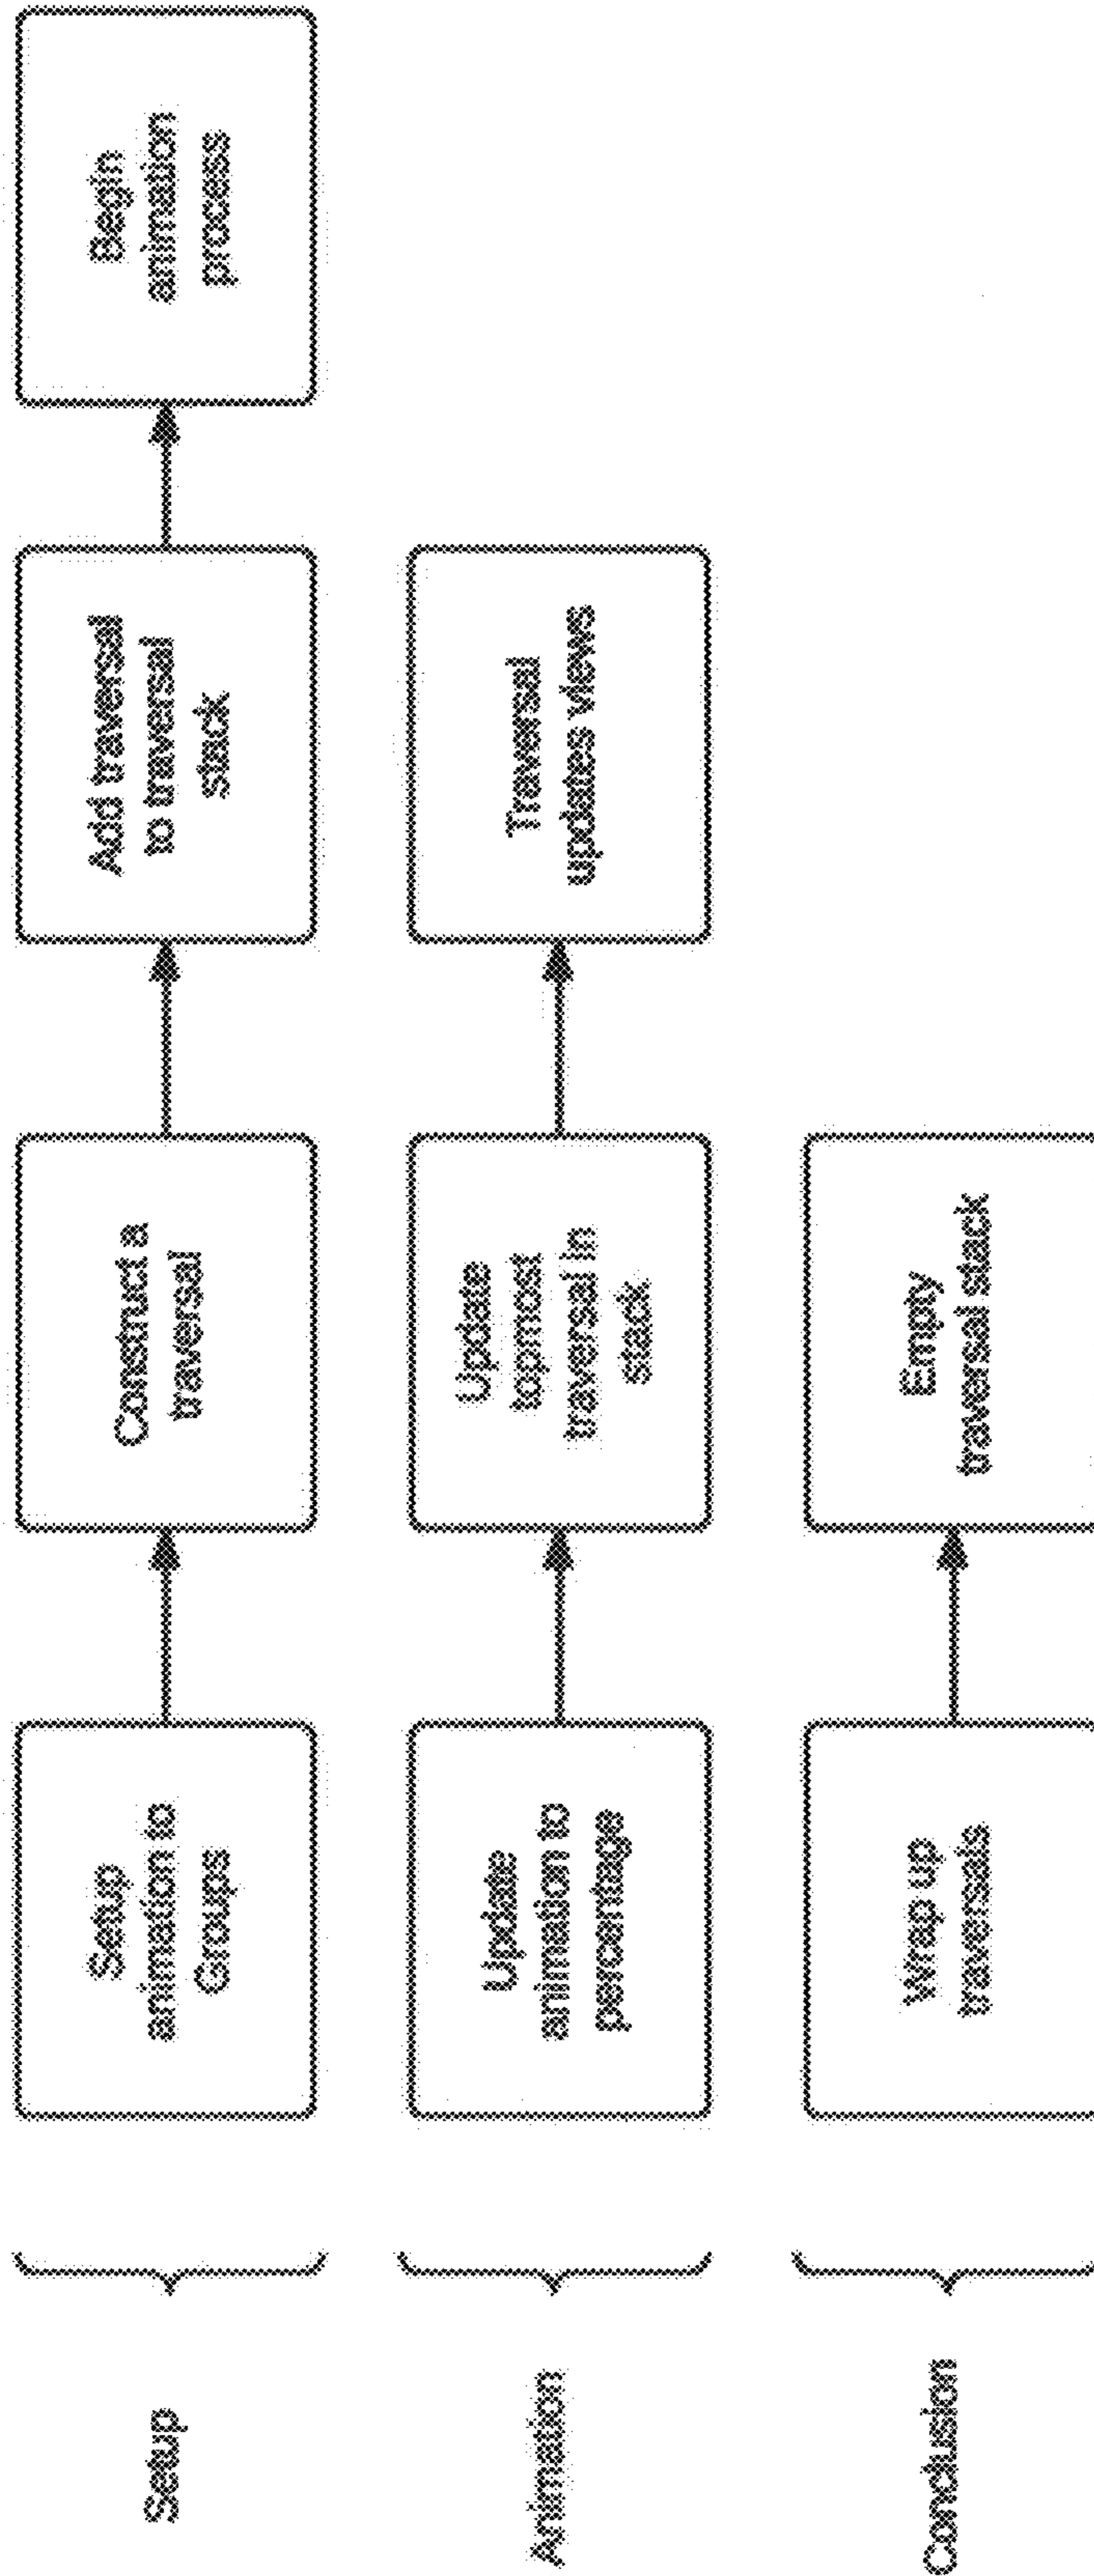 Setup
Setup
animation to
Groups
Construct a
traversal
Add traversal
to traversal
stack
Begin
animation
process
Animation
Update
animation to
percentage
Update
topmost
traversal in
stack
Traversal
updates views
Conclusion
Wrap up
traversals
Empty
traversal stack